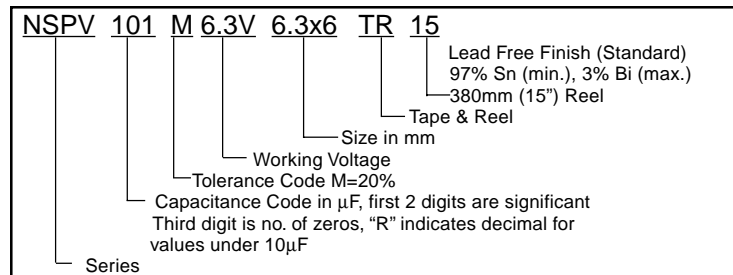 NSPV 101 M 6.3V 6.3x6 TR 15
Lead Free Finish (Standard)
97% Sn (min.), 3% Bi (max.)
380mm (15”) Reel
Tape & Reel
Size in mm
Working Voltage
Tolerance Code M=20%
Capacitance Code in μF, first 2 digits are significant
Third digit is no. of zeros, “R” indicates decimal for
values under 10μF
Series